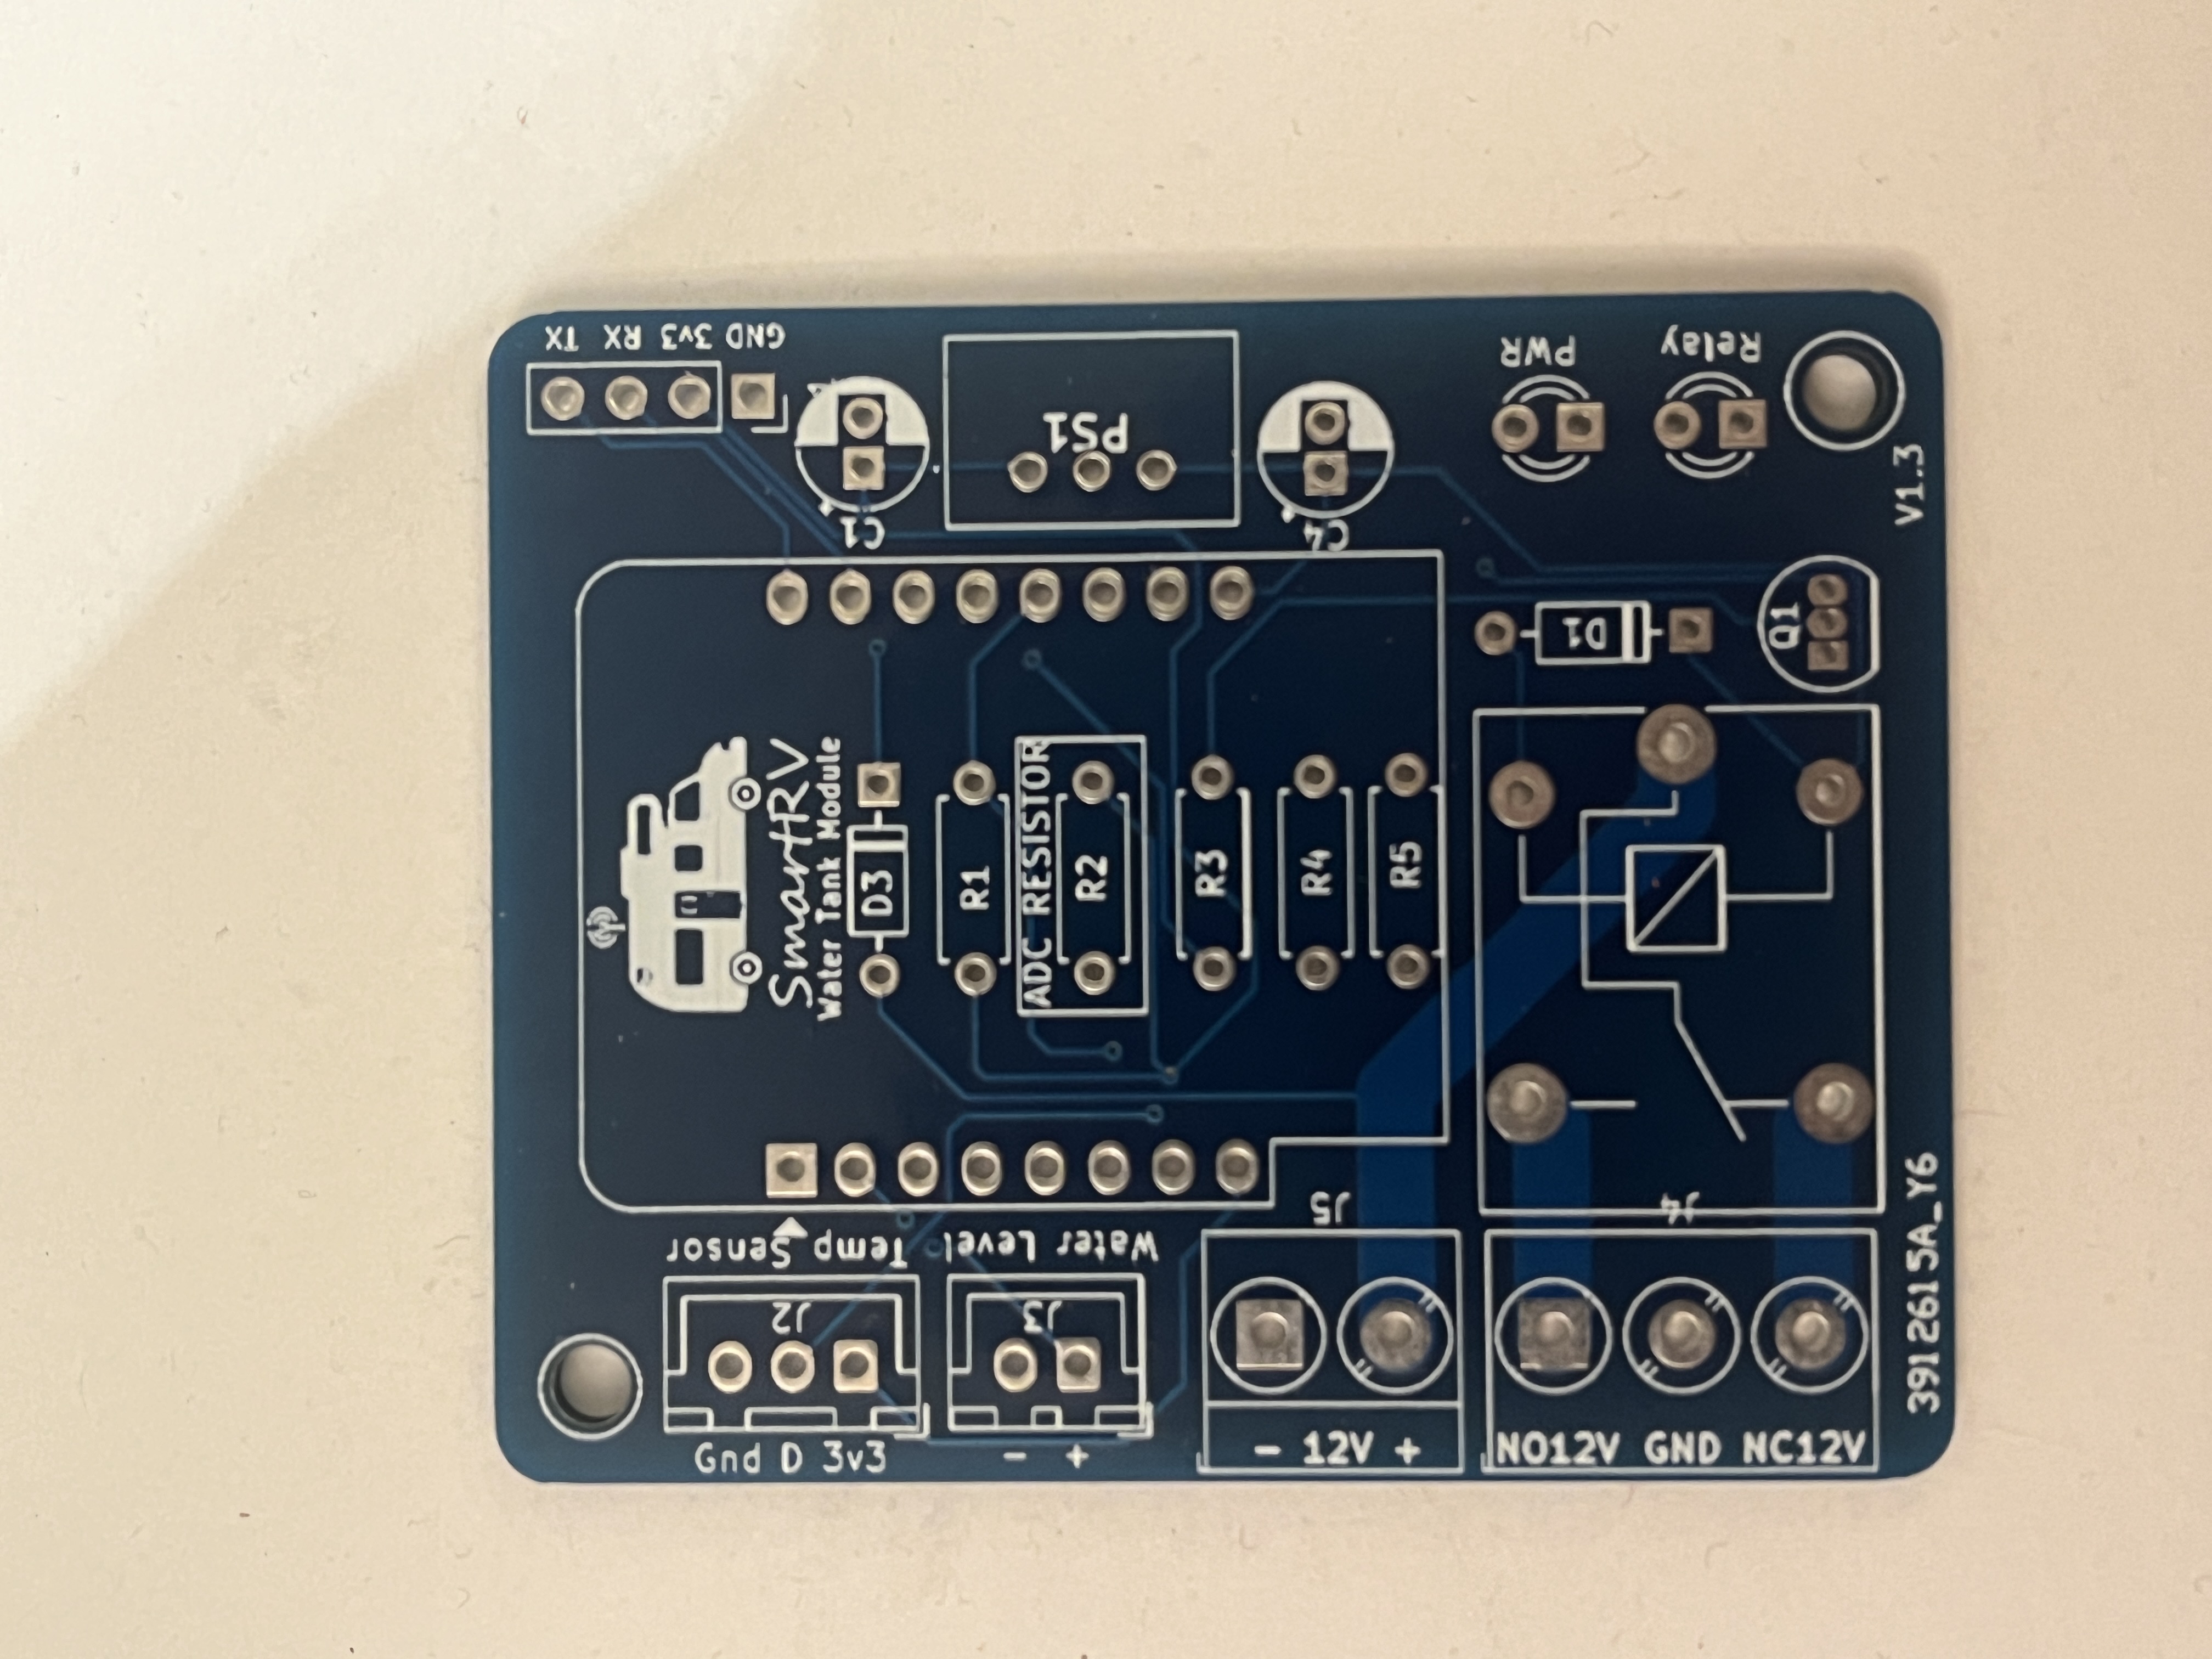 TX
RX
3v3
GND
Gnd D 3v3
J2
Temp Sensor
SmartRV
Water Tank Module
D3
C1
R1
ADC RESISTOR
R2
J3
- +
Water Level
PS1
R3
R4
R5
C4
- 12V +
J5
NO12V GND NC12V
J4
D1
PWR
Relay
Q1
3912615A_Y6
V1.3